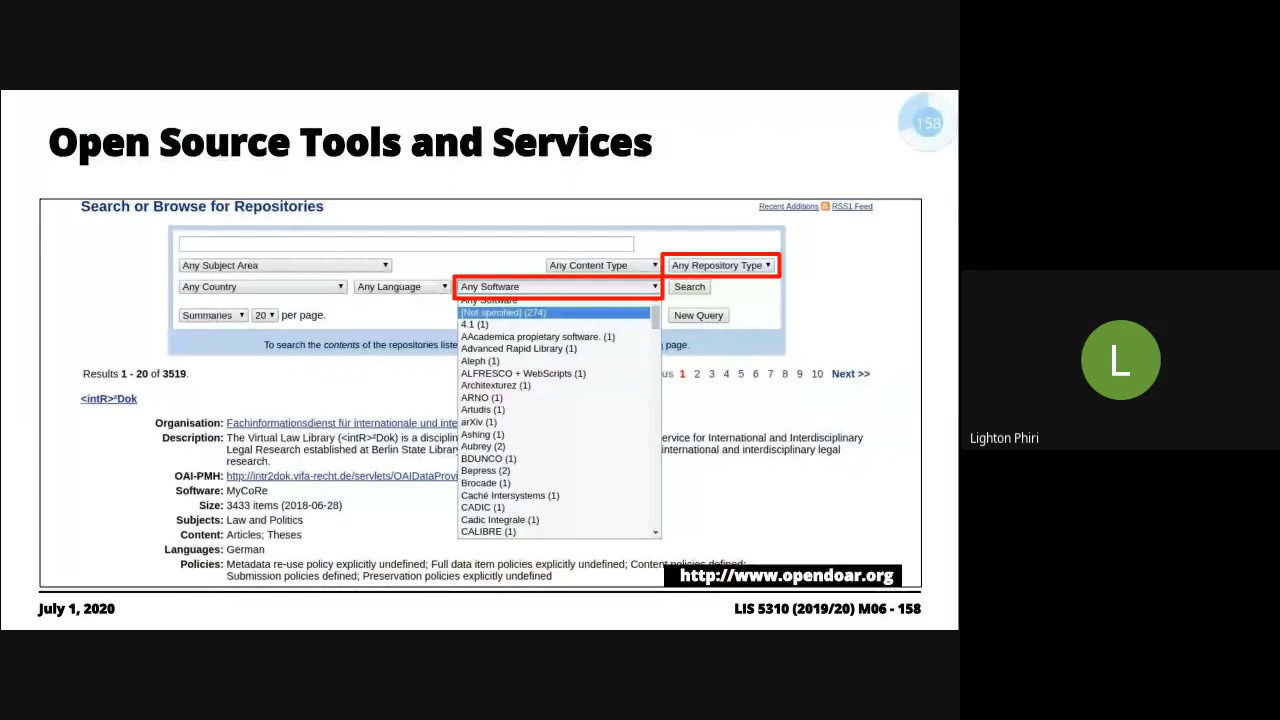 158
Open Source Tools and Services
Search or Browse for Repositories
Recent Additions RSS1 Feed
Any Subject Area Any Content Type Any Repository Type
Any Country Any Language Any Software Search
Any Software
[Not specified] (274)
Summaries 20 per page. New Query
4.1 (1)
AAcademica propietary software. (1)
Advanced Rapid Library (1)
Aleph (1)
ALFRESCO + WebScripts (1)
Architexturez (1)
ARNO (1)
Artudis (1)
arXiv (1)
Ashing (1)
Aubrey (2)
BDUNCO (1)
Bepress (2)
Brocade (1)
Caché Intersystems (1)
CADIC (1)
Cadic Integrale (1)
CALIBRE (1)
To search the contents of the repositories liste page.
Results 1 - 20 of 3519. us 1 2 3 4 5 6 7 8 9 10 Next >>
<intR>²Dok
Organisation: Fachinformationsdienst für internationale und inte
Description: The Virtual Law Library (<intR>²Dok) is a disciplin ervice for International and Interdisciplinary
Legal Research established at Berlin State Library international and interdisciplinary legal
research.
OAI-PMH: http://intr2dok.vifa-recht.de/servlets/OAIDataProvi
Software: MyCoRe
Size: 3433 items (2018-06-28)
Subjects: Law and Politics
Content: Articles; Theses
Languages: German
Policies: Metadata re-use policy explicitly undefined; Full data item policies explicitly undefined; Content policies defined;
Submission policies defined; Preservation policies explicitly undefined
http://www.opendoar.org
July 1, 2020
LIS 5310 (2019/20) M06 - 158
L
Lighton Phiri